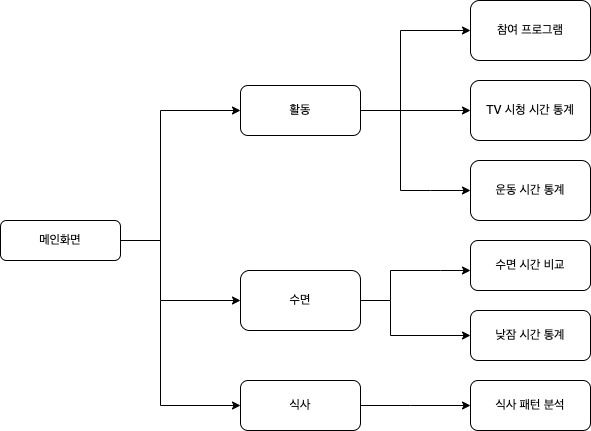 참여 프로그램
활동
TV 시청 시간 통계
운동 시간 통계
메인화면
수면 시간 비교
수면
낮잠 시간 통계
식사
식사 패턴 분석